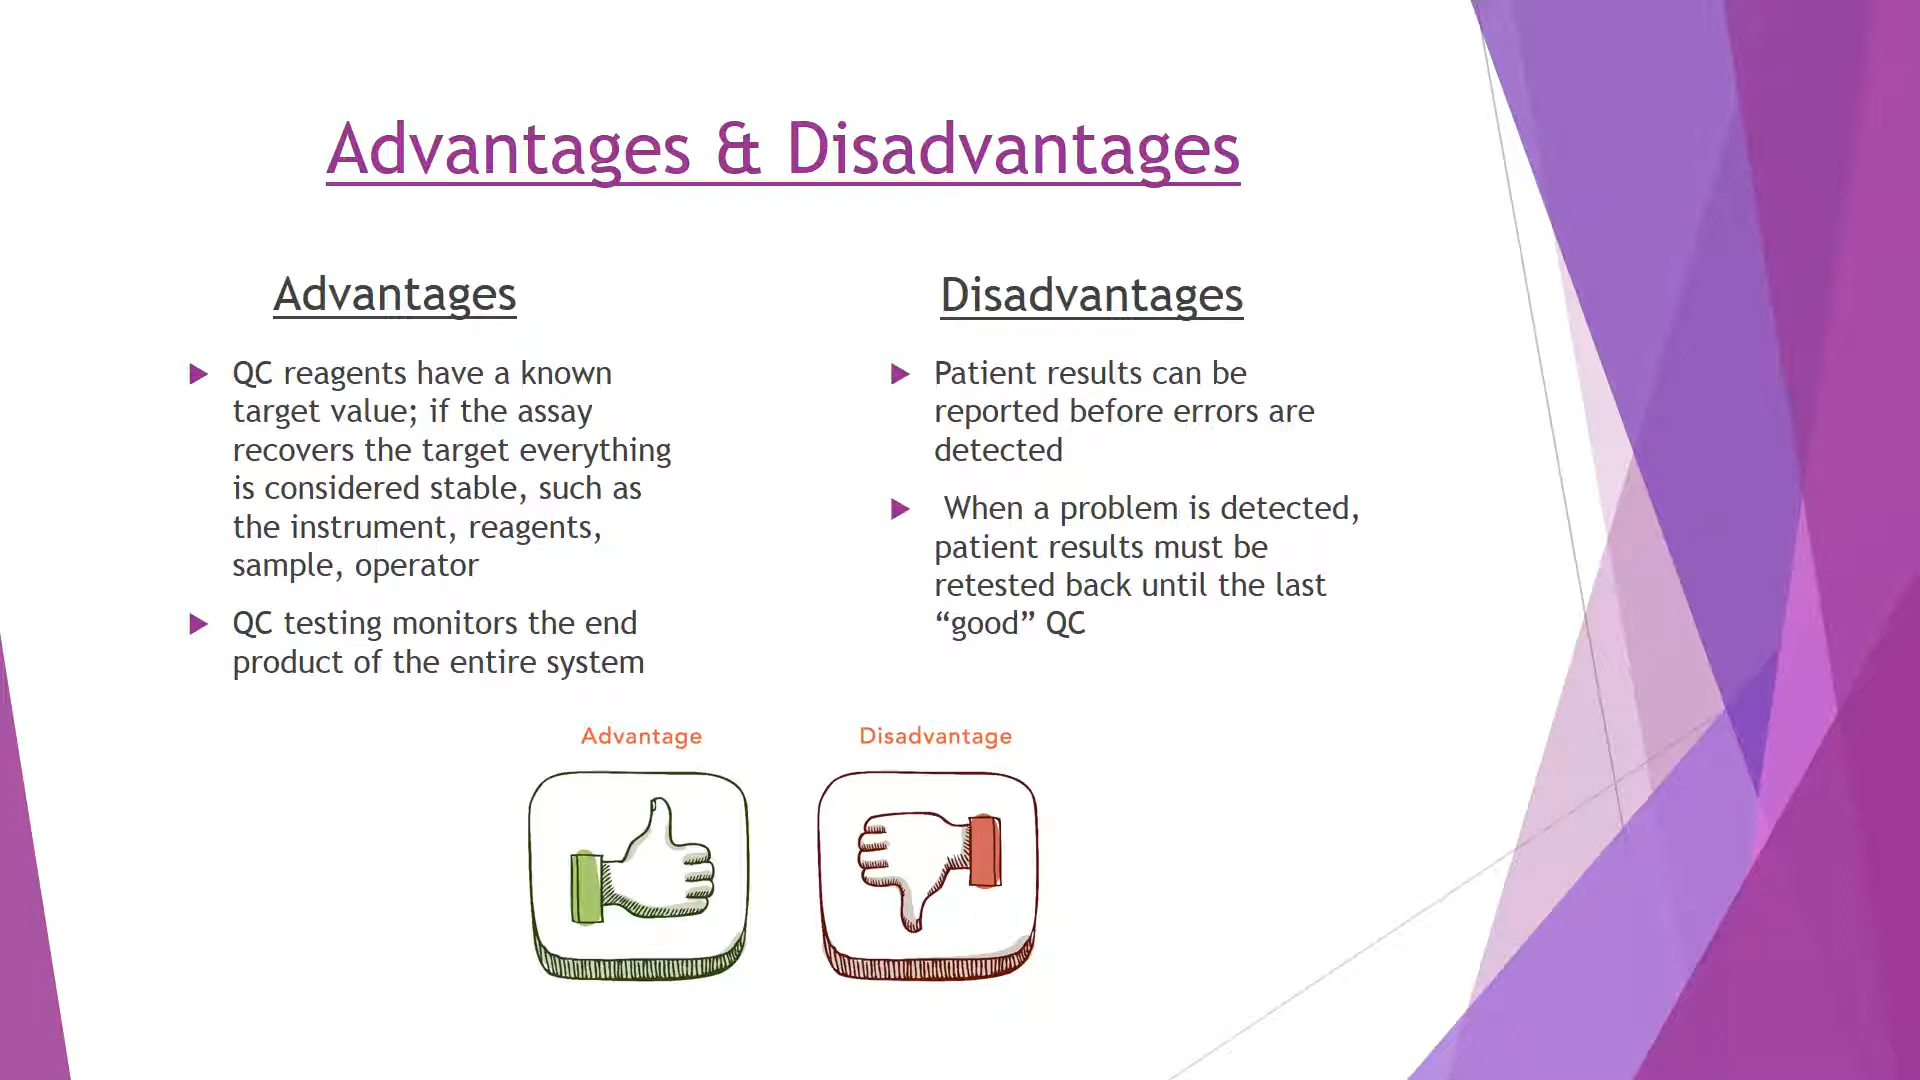 Advantages & Disadvantages
Advantages
QC reagents have a known
target value; if the assay
recovers the target everything
is considered stable, such as
the instrument, reagents,
sample, operator
QC testing monitors the end
product of the entire system
Disadvantages
Patient results can be
reported before errors are
detected
When a problem is detected,
patient results must be
retested back until the last
“good” QC
Advantage
Disadvantage